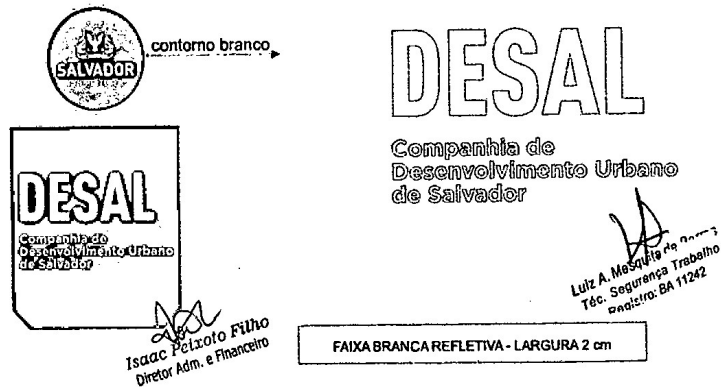 SALVADOR
contorno branco
DESAL
Companhia de
Desenvolvimento Urbano
de Salvador
DESAL
Companhia de
Desenvolvimento Urbano
de Salvador
Luiz A. Mesquita de
Téc. Segurança Trabalho
Registro: BA 11242
Isaac Peixoto Filho
Diretor Adm. e Financeiro
FAIXA BRANCA REFLETIVA - LARGURA 2 cm